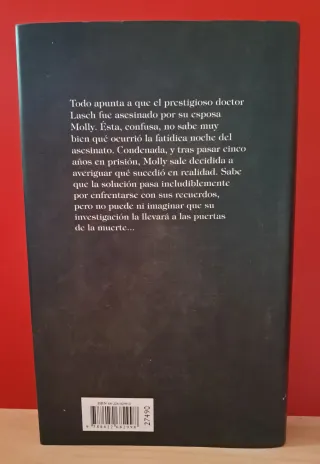 Todo apunta a que el prestigioso doctor
Lasch fue asesinado por su esposa
Molly. Ésta, confusa, no sabe muy
bien qué ocurrió la fatídica noche del
asesinato. Condenada, y tras pasar cinco
años en prisión, Molly sale decidida a
averiguar qué sucedió en realidad. Sabe
que la solución pasa includiblemente
por enfrentarse con sus recuerdos,
pero no puede ni imaginar que su
investigación la llevará a las puertas
de la muerte...
27490